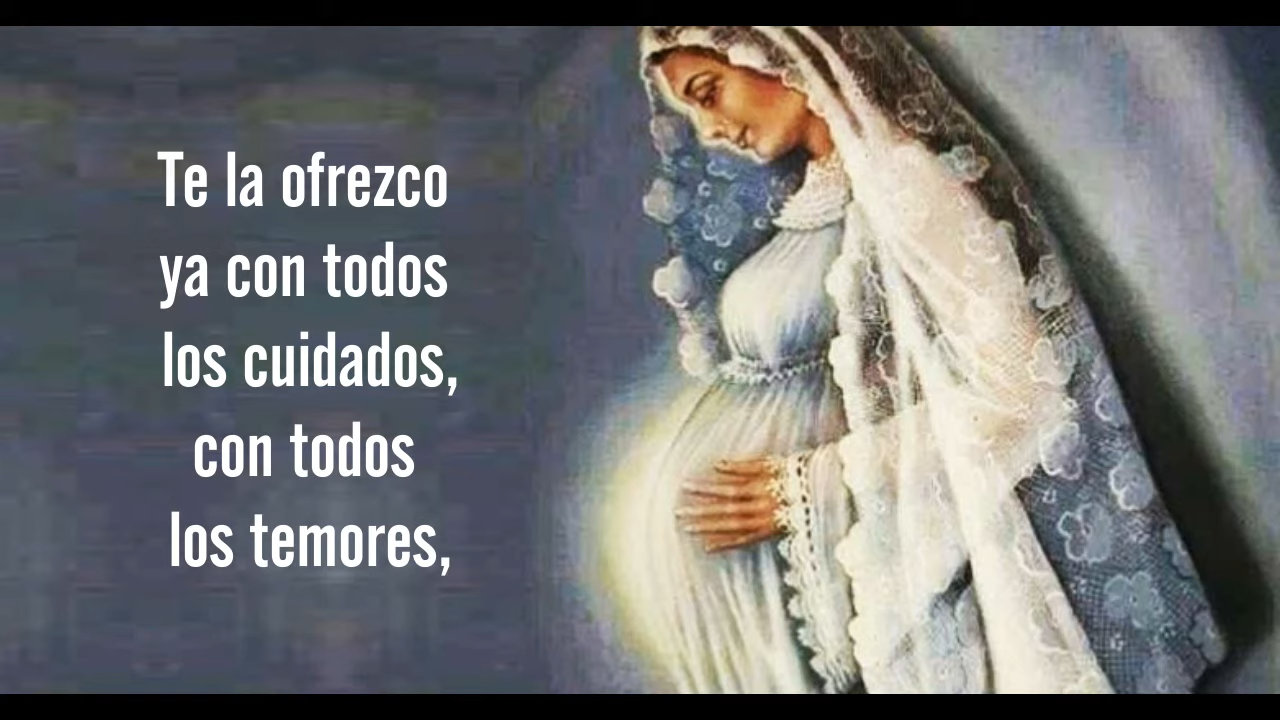 Te la ofrezco
ya con todos
los cuidados,
con todos
los temores,